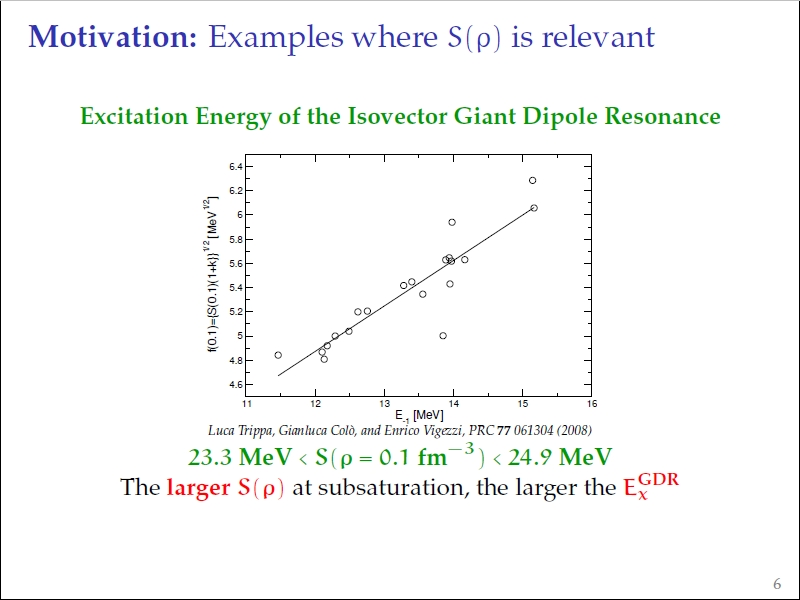 Motivation: Examples where S(ρ) is relevant
Excitation Energy of the Isovector Giant Dipole Resonance
6.4
6.2
6
5.8
5.6
5.4
5.2
5
4.8
4.6
f(0.1)={S(0.1)(1+k)}^1/2 [MeV^1/2]
11 12 13 14 15 16
E_-1 [MeV]
Luca Trippa, Gianluca Colò, and Enrico Vigezzi, PRC 77 061304 (2008)
23.3 MeV < S(ρ = 0.1 fm⁻³) < 24.9 MeV
The larger S(ρ) at subsaturation, the larger the E_x^GDR
6